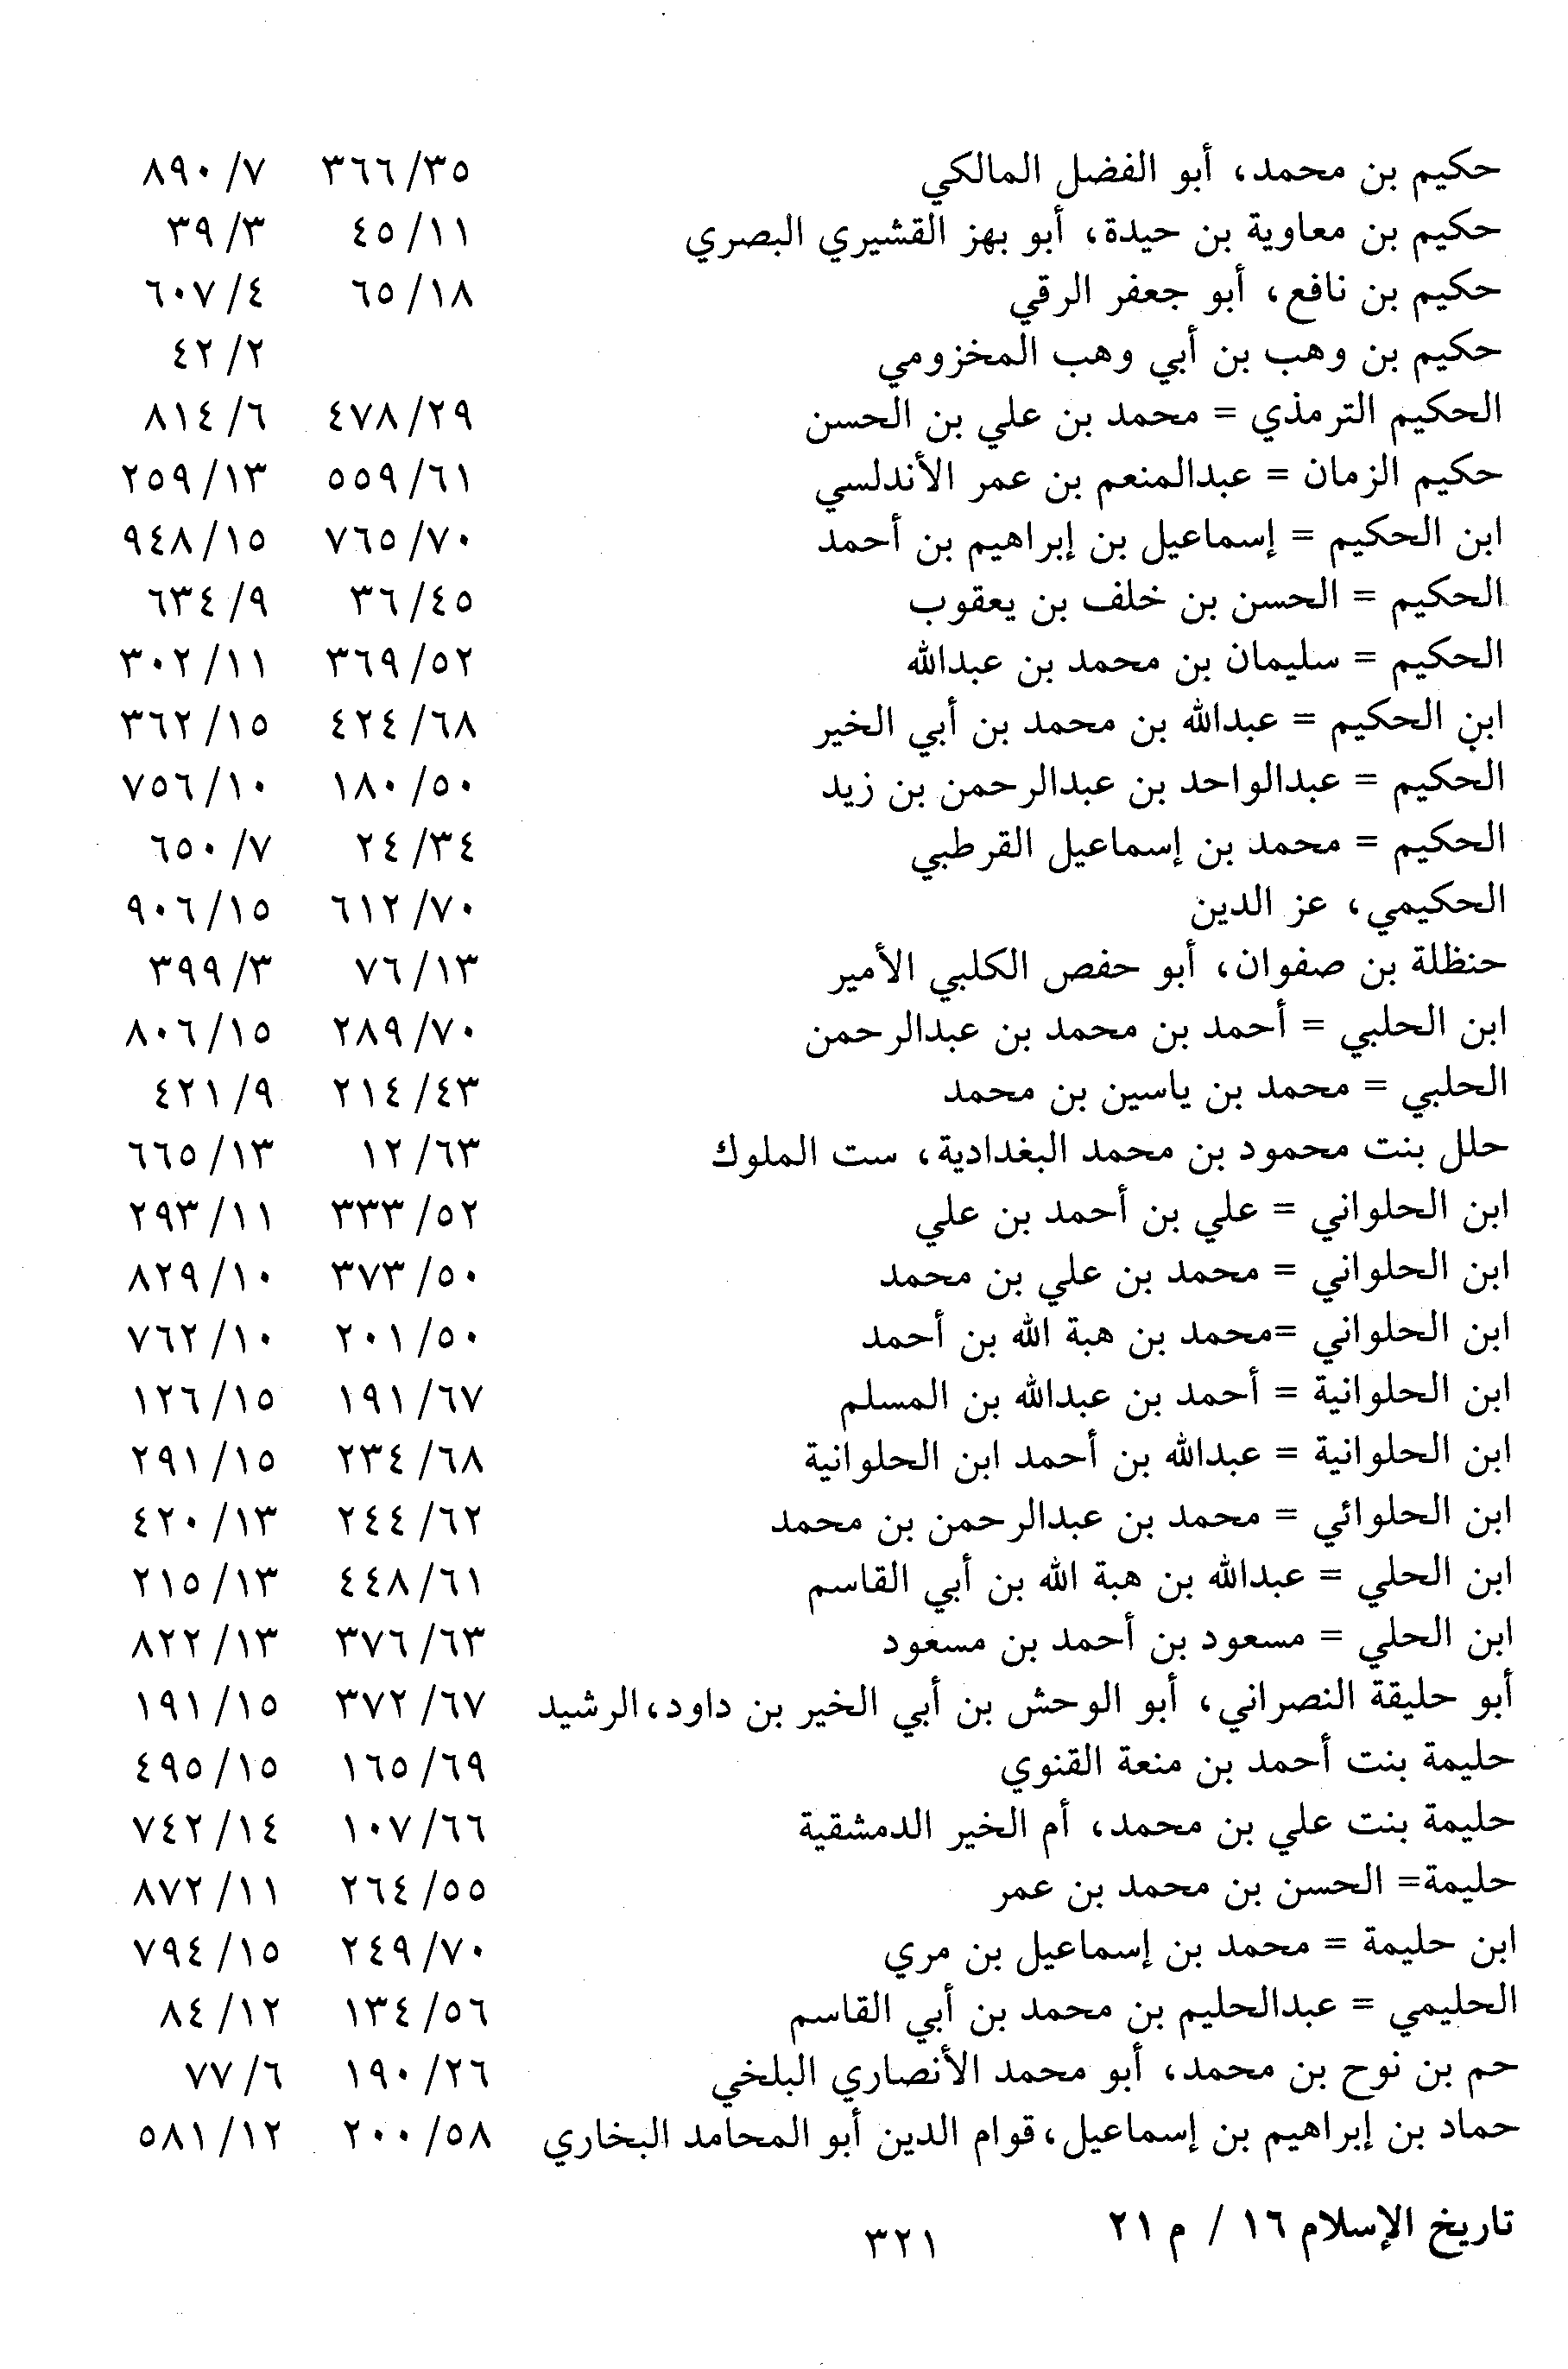 حكيم بن محمد، أبو الفضل المالكي ٣٥/٣٦٦ ٧/٨٩٠
حكيم بن معاوية بن حيدة، أبو بهز القشيري البصري ١١/٤٥ ٣/٣٩
حكيم بن نافع، أبو جعفر الرقي ١٨/٦٥ ٤/٦٠٧
حكيم بن وهب بن أبي وهب المخزومي ٢/٤٢
الحكيم الترمذي = محمد بن علي بن الحسن ٢٩/٤٧٨ ٦/٨١٤
حكيم الزمان = عبدالمنعم بن عمر الأندلسي ٦١/٥٥٩ ١٣/٢٥٩
ابن الحكيم = إسماعيل بن إبراهيم بن أحمد ٧٠/٧٦٥ ١٥/٩٤٨
الحكيم = الحسن بن خلف بن يعقوب ٤٥/٣٦ ٩/٦٣٤
الحكيم = سليمان بن محمد بن عبدالله ٥٢/٣٦٩ ١١/٣٠٢
ابن الحكيم = عبدالله بن محمد بن أبي الخير ٦٨/٤٢٤ ١٥/٣٦٢
الحكيم = عبدالواحد بن عبدالرحمن بن زيد ٥٠/١٨٠ ١٠/٧٥٦
الحكيم = محمد بن إسماعيل القرطبي ٣٤/٢٤ ٧/٦٥٠
الحكيمي، عز الدين ٧٠/٦١٢ ١٥/٩٠٦
حنظلة بن صفوان، أبو حفص الكلبي الأمير ١٣/٧٦ ٣/٣٩٩
ابن الحلبي = أحمد بن محمد بن عبدالرحمن ٧٠/٢٨٩ ١٥/٨٠٦
الحلبي = محمد بن ياسين بن محمد ٤٣/٢١٤ ٩/٤٢١
حلل بنت محمود بن محمد البغدادية، ست الملوك ٦٣/١٢ ١٣/٦٦٥
ابن الحلواني = علي بن أحمد بن علي ٥٢/٣٣٣ ١١/٢٩٣
ابن الحلواني = محمد بن علي بن محمد ٥٠/٣٧٣ ١٠/٨٢٩
ابن الحلواني =محمد بن هبة الله بن أحمد ٥٠/٢٠١ ١٠/٧٦٢
ابن الحلوانية = أحمد بن عبدالله بن المسلم ٦٧/١٩١ ١٥/١٢٦
ابن الحلوانية = عبدالله بن أحمد ابن الحلوانية ٦٨/٢٣٤ ١٥/٢٩١
ابن الحلوائي = محمد بن عبدالرحمن بن محمد ٦٢/٢٤٤ ١٣/٤٢٠
ابن الحلي = عبدالله بن هبة الله بن أبي القاسم ٦١/٤٤٨ ١٣/٢١٥
ابن الحلي = مسعود بن أحمد بن مسعود ٦٣/٣٧٦ ١٣/٨٢٢
أبو حليقة النصراني، أبو الوحش بن أبي الخير بن داود،الرشيد ٦٧/٣٧٢ ١٥/١٩١
حليمة بنت أحمد بن منعة القنوي ٦٩/١٦٥ ١٥/٤٩٥
حليمة بنت علي بن محمد، أم الخير الدمشقية ٦٦/١٠٧ ١٤/٧٤٢
حليمة= الحسن بن محمد بن عمر ٥٥/٢٦٤ ١١/٨٧٢
ابن حليمة = محمد بن إسماعيل بن مري ٧٠/٢٤٩ ١٥/٧٩٤
الحليمي = عبدالحليم بن محمد بن أبي القاسم ٥٦/١٣٤ ١٢/٨٤
حم بن نوح بن محمد، أبو محمد الأنصاري البلخي ٢٦/١٩٠ ٦/٧٧
حماد بن إبراهيم بن إسماعيل،قوام الدين أبو المحامد البخاري ٥٨/٢٠٠ ١٢/٥٨١
تاريخ الإسلام ١٦ / م ٢١
٣٢١